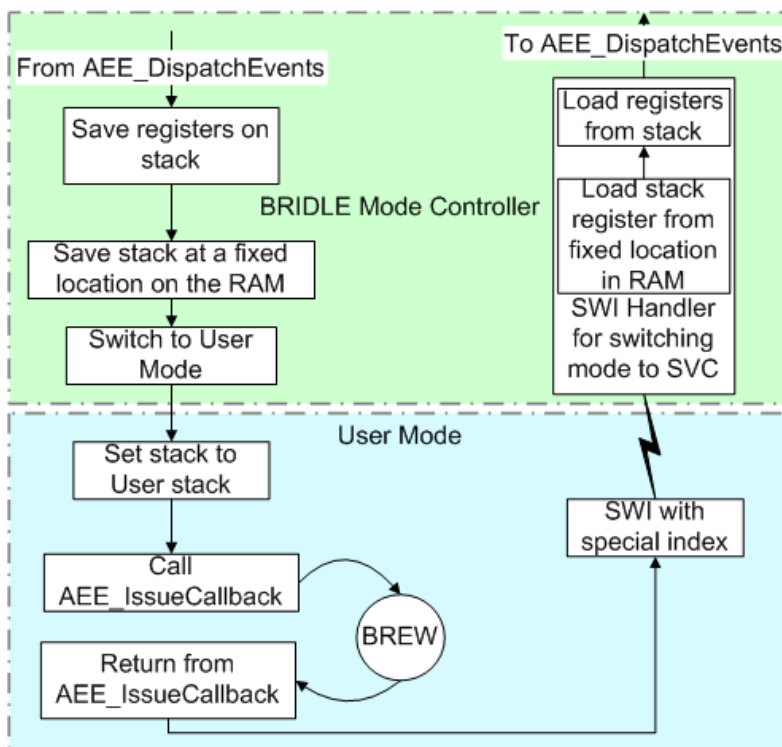 From AEE_DispatchEvents
Save registers on
stack
BRIDLE Mode Controller
Save stack at a fixed
location on the RAM
Switch to User
Mode
To AEE_DispatchEvents
Load registers
from stack
Load stack
register from
fixed location
in RAM
SWI Handler
for switching
mode to SVC
User Mode
Set stack to
User stack
Call
AEE_IssueCallback
BREW
Return from
AEE_IssueCallback
SWI with
special index